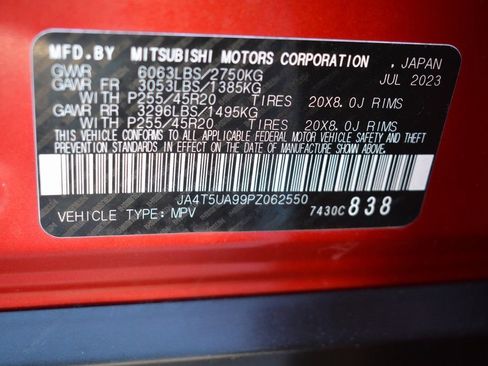 MFD.BY MITSUBISHI MOTORS CORPORATION , JAPAN
GVWR 6063LBS/2750KG JUL 2023
GAWR FR 3053LBS/1385KG
WITH P255/45R20 TIRES 20X8.0J RIMS
GAWR RR 3296LBS/1495KG
WITH P255/45R20 TIRES 20X8.0J RIMS
THIS VEHICLE CONFORMS TO ALL APPLICABLE FEDERAL MOTOR VEHICLE SAFETY AND THEFT
PREVENTION STANDARDS IN EFFECT ON THE DATE OF MANUFACTURE SHOWN ABOVE.
JA4T5UA99PZ062550
VEHICLE TYPE: MPV 7430C 838